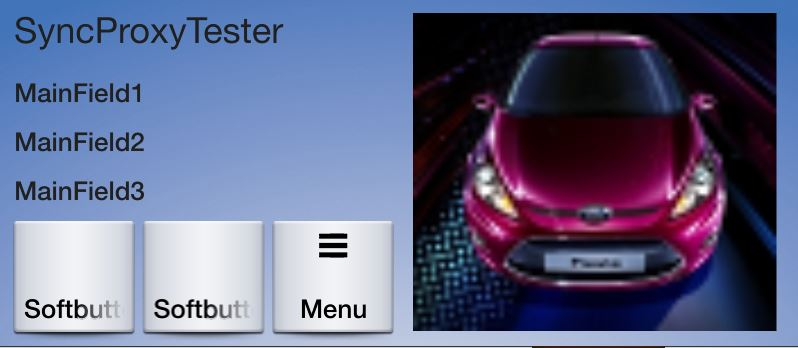 SyncProxyTester
MainField1
MainField2
MainField3
Softbutt
Softbutt
Menu